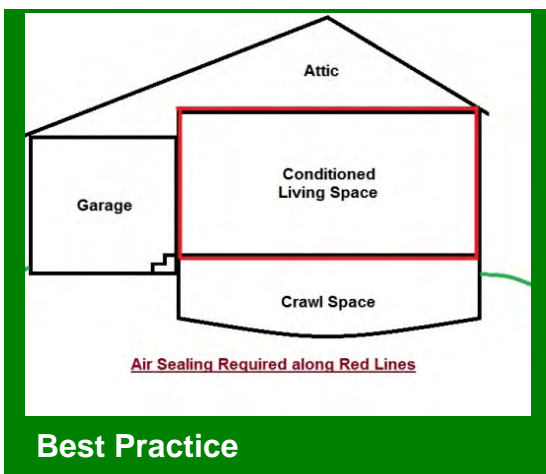 Attic
Conditioned
Living Space
Garage
Crawl Space
Air Sealing Required along Red Lines
Best Practice